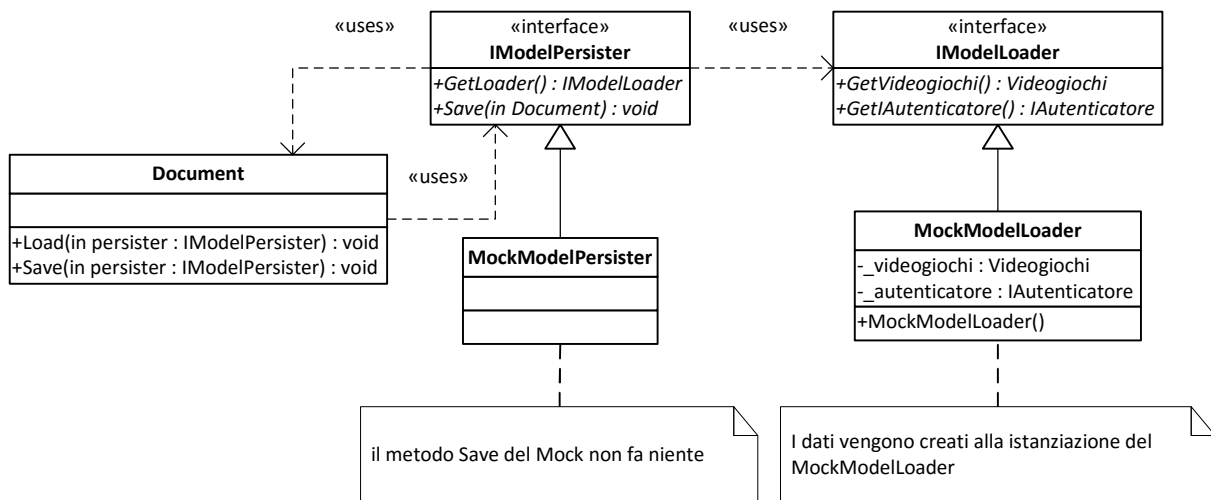 «uses»
«interface»
IModelPersister
+GetLoader() : IModelLoader
+Save(in Document) : void
«uses»
«interface»
IModelLoader
+GetVideogiochi() : Videogiochi
+GetIAutenticatore() : IAutenticatore
Document
+Load(in persister : IModelPersister) : void
+Save(in persister : IModelPersister) : void
«uses»
MockModelPersister
MockModelLoader
-_videogiochi : Videogiochi
-_autenticatore : IAutenticatore
+MockModelLoader()
il metodo Save del Mock non fa niente
I dati vengono creati alla istanziazione del
MockModelLoader